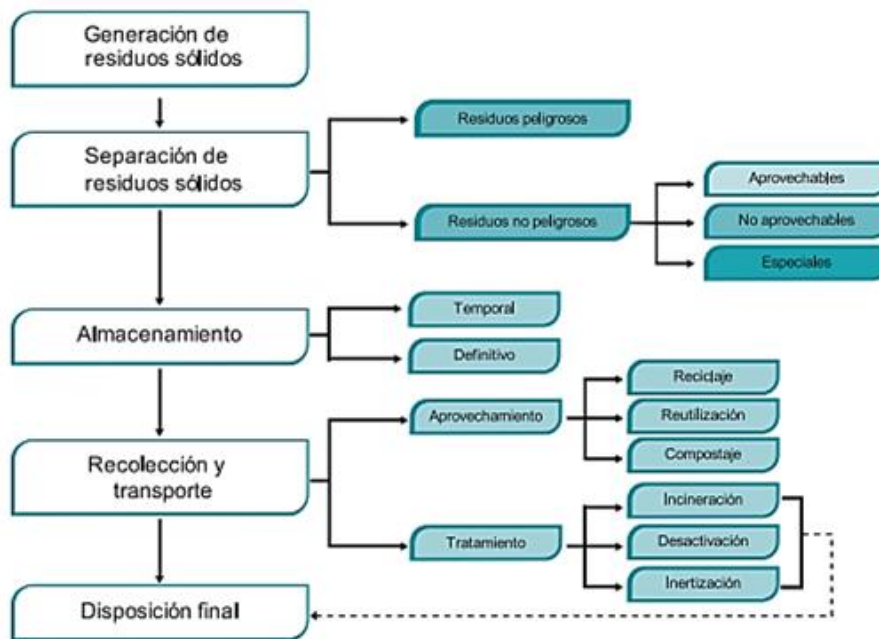 Generación de
residuos sólidos
Separación de
residuos sólidos
Residuos peligrosos
Residuos no peligrosos
Aprovechables
No aprovechables
Especiales
Almacenamiento
Temporal
Definitivo
Recolección y
transporte
Aprovechamiento
Reciclaje
Reutilización
Compostaje
Tratamiento
Incineración
Desactivación
Inertización
Disposición final